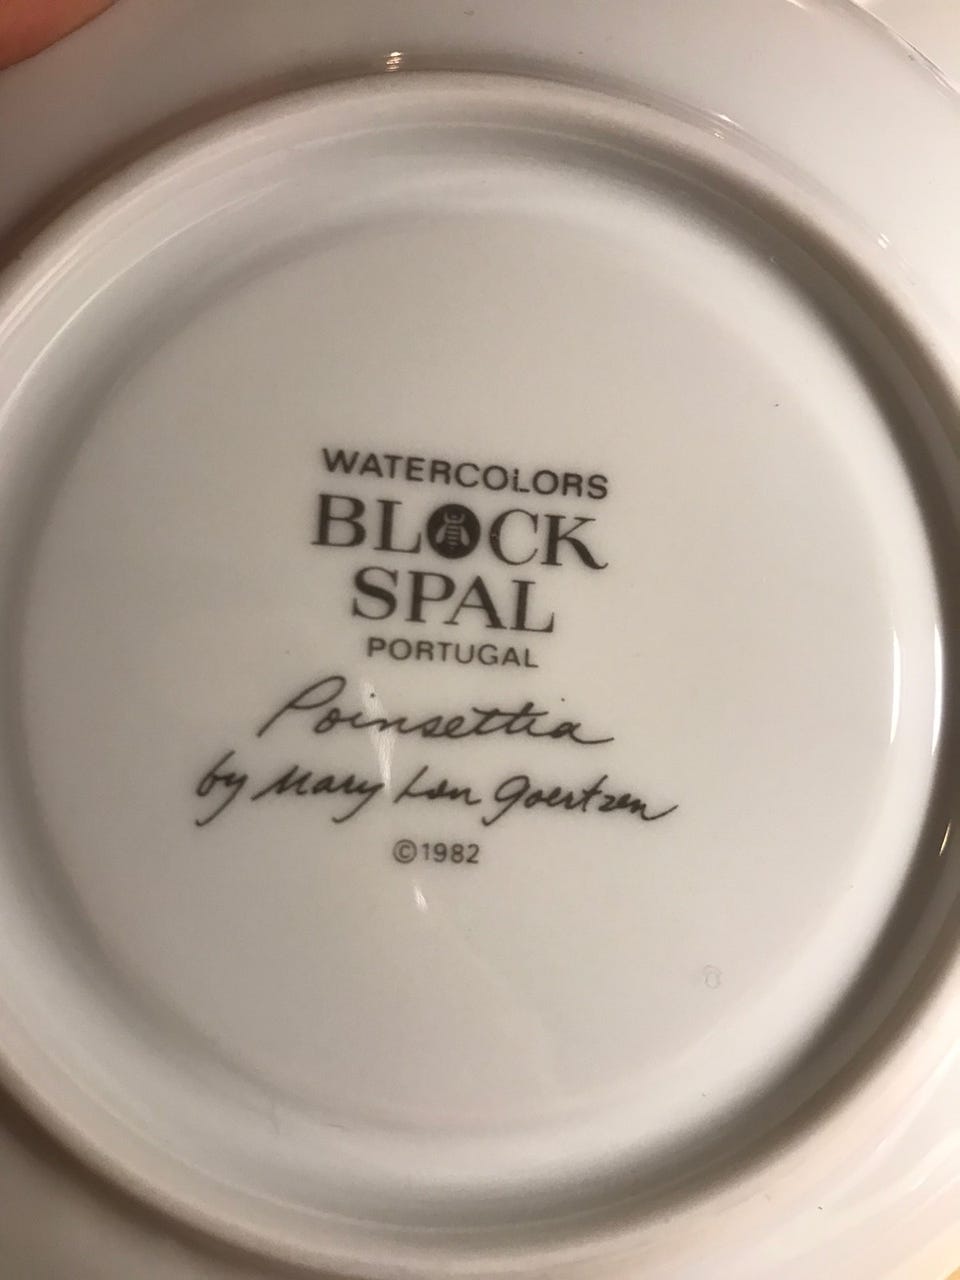 WATERCOLORS
BLOCK
SPAL
PORTUGAL
Poinsettia
by Mary Lou Goertzen
©1982